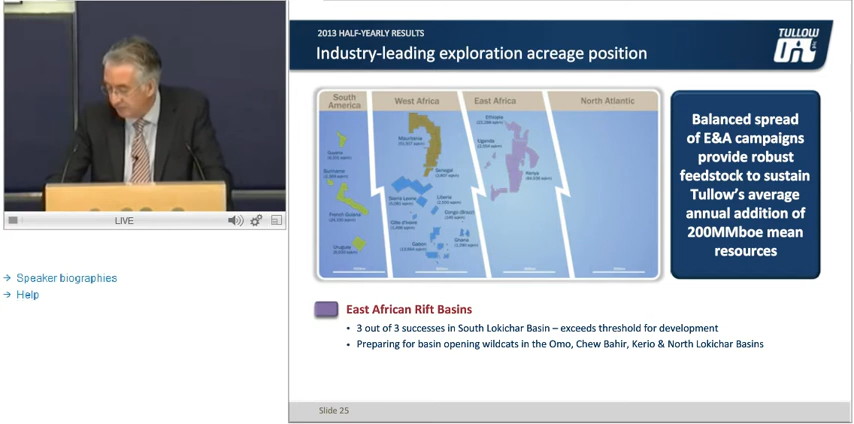 2013 HALF-YEARLY RESULTS
Industry-leading exploration acreage position
TULLOW
Oil
South
America
West Africa
East Africa
North Atlantic
Mauritania
Senegal
Sierra Leone
Liberia
Côte d'Ivoire
Congo (Brazz)
Gabon
Ghana
Guyana
Suriname
French Guiana
Uruguay
Ethiopia
Uganda
Kenya
Balanced spread
of E&A campaigns
provide robust
feedstock to sustain
Tullow's average
annual addition of
200MMboe mean
resources
LIVE
→ Speaker biographies
→ Help
East African Rift Basins
• 3 out of 3 successes in South Lokichar Basin – exceeds threshold for development
• Preparing for basin opening wildcats in the Omo, Chew Bahir, Kerio & North Lokichar Basins
Slide 25